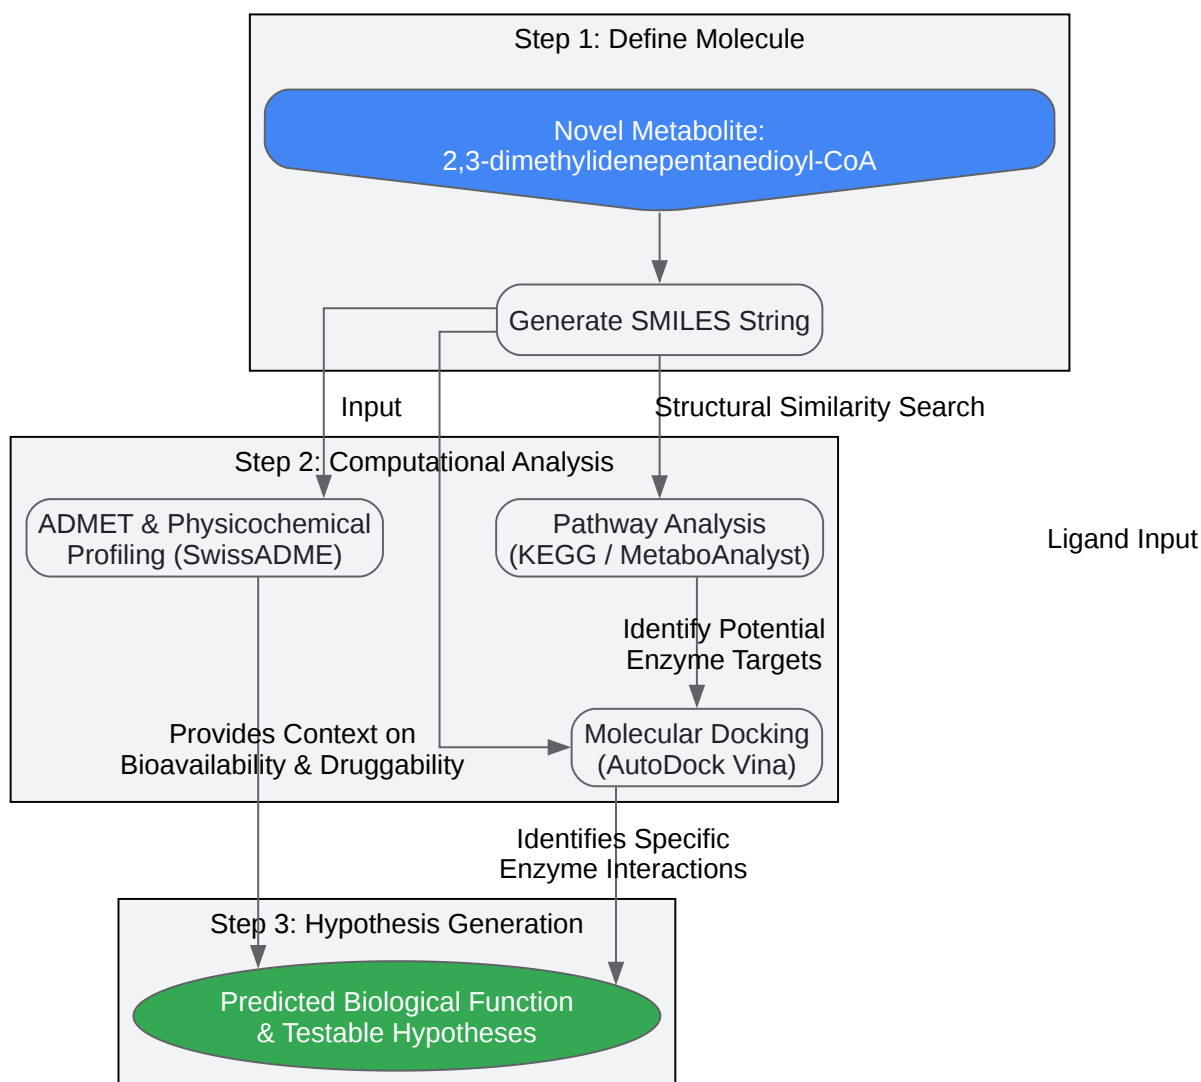 Step 1: Define Molecule
Novel Metabolite:
2,3-dimethylidenepentanedioyl-CoA
Generate SMILES String
Input
Structural Similarity Search
Step 2: Computational Analysis
ADMET & Physicochemical
Profiling (SwissADME)
Pathway Analysis
(KEGG / MetaboAnalyst)
Ligand Input
Identify Potential
Enzyme Targets
Provides Context on
Bioavailability & Druggability
Molecular Docking
(AutoDock Vina)
Identifies Specific
Enzyme Interactions
Step 3: Hypothesis Generation
Predicted Biological Function
& Testable Hypotheses